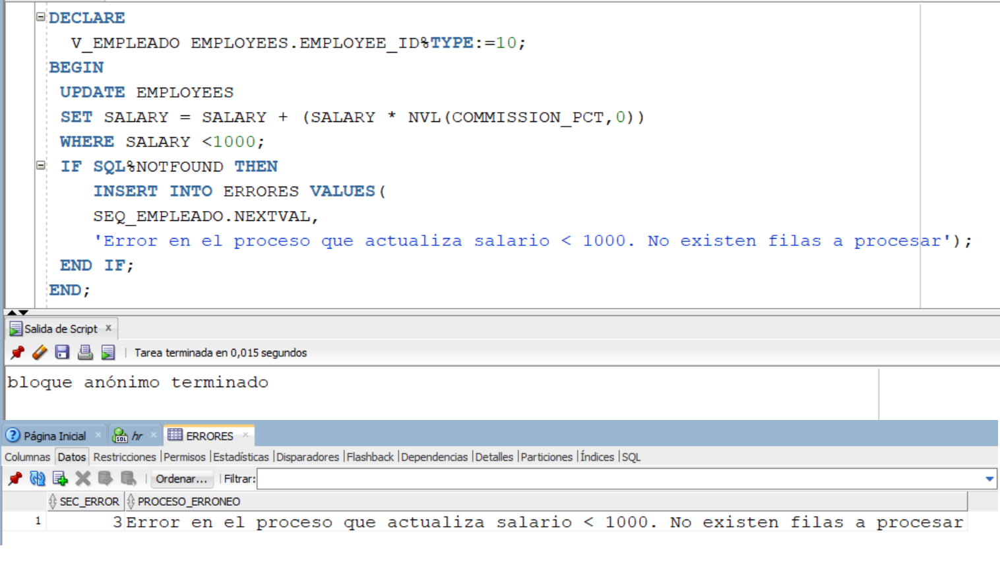 DECLARE
V_EMPLEADO EMPLOYEES.EMPLOYEE_ID%TYPE:=10;
BEGIN
UPDATE EMPLOYEES
SET SALARY = SALARY + (SALARY * NVL(COMMISSION_PCT,0))
WHERE SALARY <1000;
IF SQL%NOTFOUND THEN
INSERT INTO ERRORES VALUES(
SEQ_EMPLEADO.NEXTVAL,
'Error en el proceso que actualiza salario < 1000. No existen filas a procesar');
END IF;
END;
Salida de Script x
Tarea terminada en 0,015 segundos
bloque anónimo terminado
Página Inicial hr ERRORES
Columnas Datos Restricciones |Permisos |Estadísticas |Disparadores |Flashback |Dependencias |Detalles |Particiones |Índices |SQL
Ordenar... Filtrar:
SEC_ERROR PROCESO_ERRONEO
1 3 Error en el proceso que actualiza salario < 1000. No existen filas a procesar